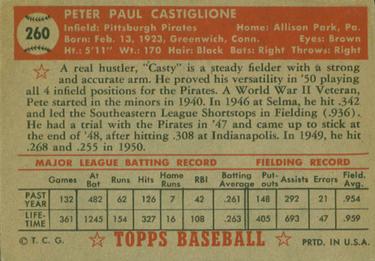 260
PETER PAUL CASTIGLIONE
Infield: Pittsburgh Pirates Home: Allison Park, Pa.
Born: Feb. 13, 1923, Greenwich, Conn. Eyes: Brown
Ht.: 5'11" Wt.: 170 Hair: Black Bats: Right Throws: Right
A real hustler, "Casty" is a steady fielder with a
strong and accurate arm. He proved his versatility in '50 playing
all 4 infield positions for the Pirates. A World War II Veteran,
Pete started in the minors in 1940. In 1946 at Selma, he hit .342
and led the Southeastern League Shortstops in Fielding (.936).
He had a trial with the Pirates in '47 and came up to stick at the
end of '48, after hitting .308 at Indianapolis. In 1949, he hit
.268 and .255 in 1950.
MAJOR LEAGUE BATTING RECORD FIELDING RECORD
Games At Bat Runs Hits Home Runs RBI Batting Average Put-outs Assists Errors Field. Avg.
PAST YEAR 132 482 62 126 7 42 .261 148 292 21 .954
LIFE-TIME 361 1245 154 328 16 108 .263 405 693 47 .959
© T. C. G. TOPPS BASEBALL PRTD. IN U.S.A.